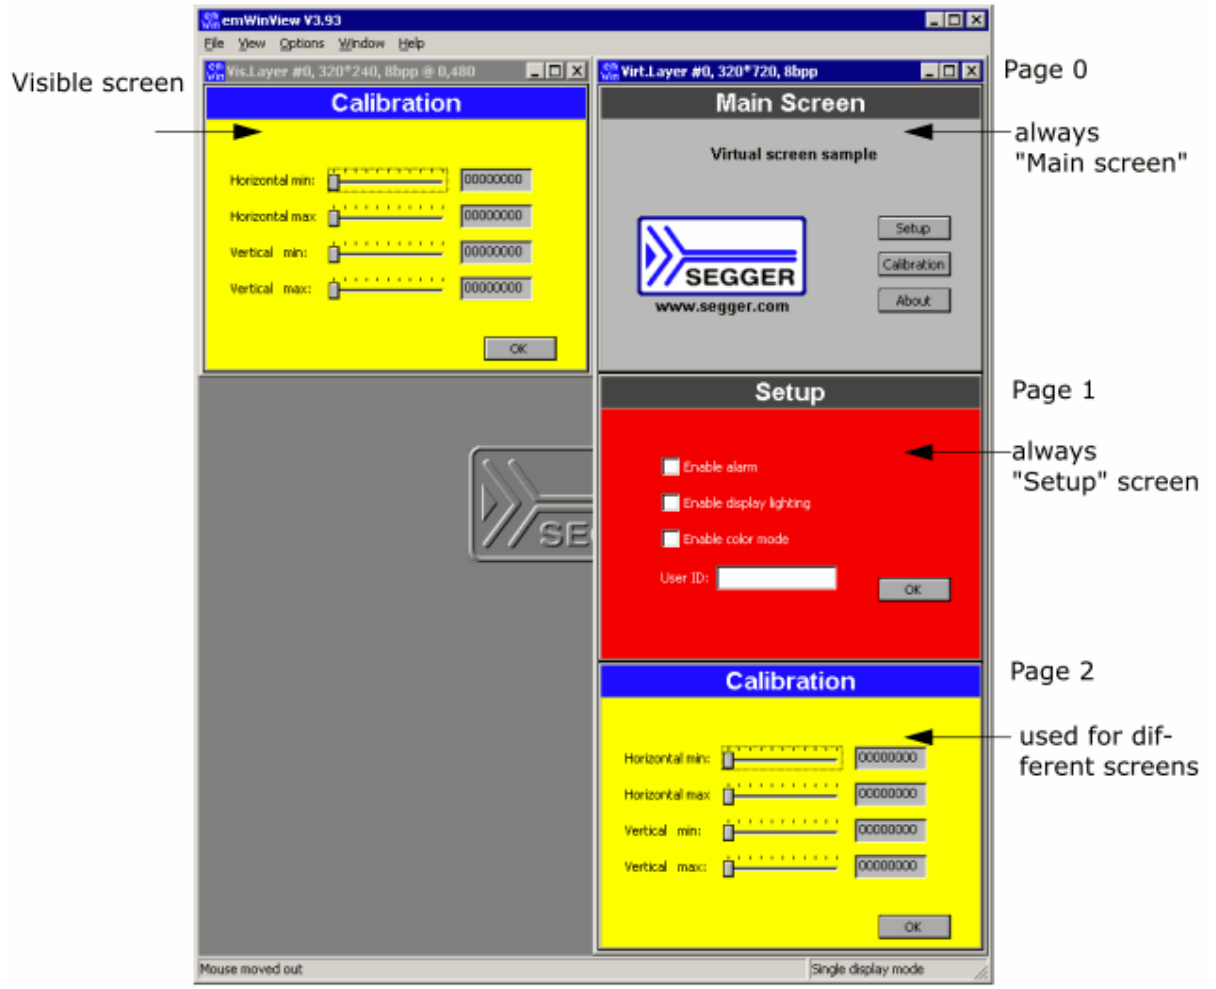 emWinView V3.93
File View Options Window Help
Visible screen
Vis.Layer #0, 320*240, 8bpp @ 0,480
Calibration
Horizontal min: 00000000
Horizontal max 00000000
Vertical min: 00000000
Vertical max: 00000000
OK
Virt.Layer #0, 320*720, 8bpp
Page 0
Main Screen
always
"Main screen"
Virtual screen sample
SEGGER
www.segger.com
Setup
Calibration
About
Setup
Page 1
always
"Setup" screen
Enable alarm
Enable display lighting
Enable color mode
User ID:
OK
SE
Calibration
Page 2
used for dif-
ferent screens
Horizontal min: 00000000
Horizontal max 00000000
Vertical min: 00000000
Vertical max: 00000000
OK
Mouse moved out
Single display mode